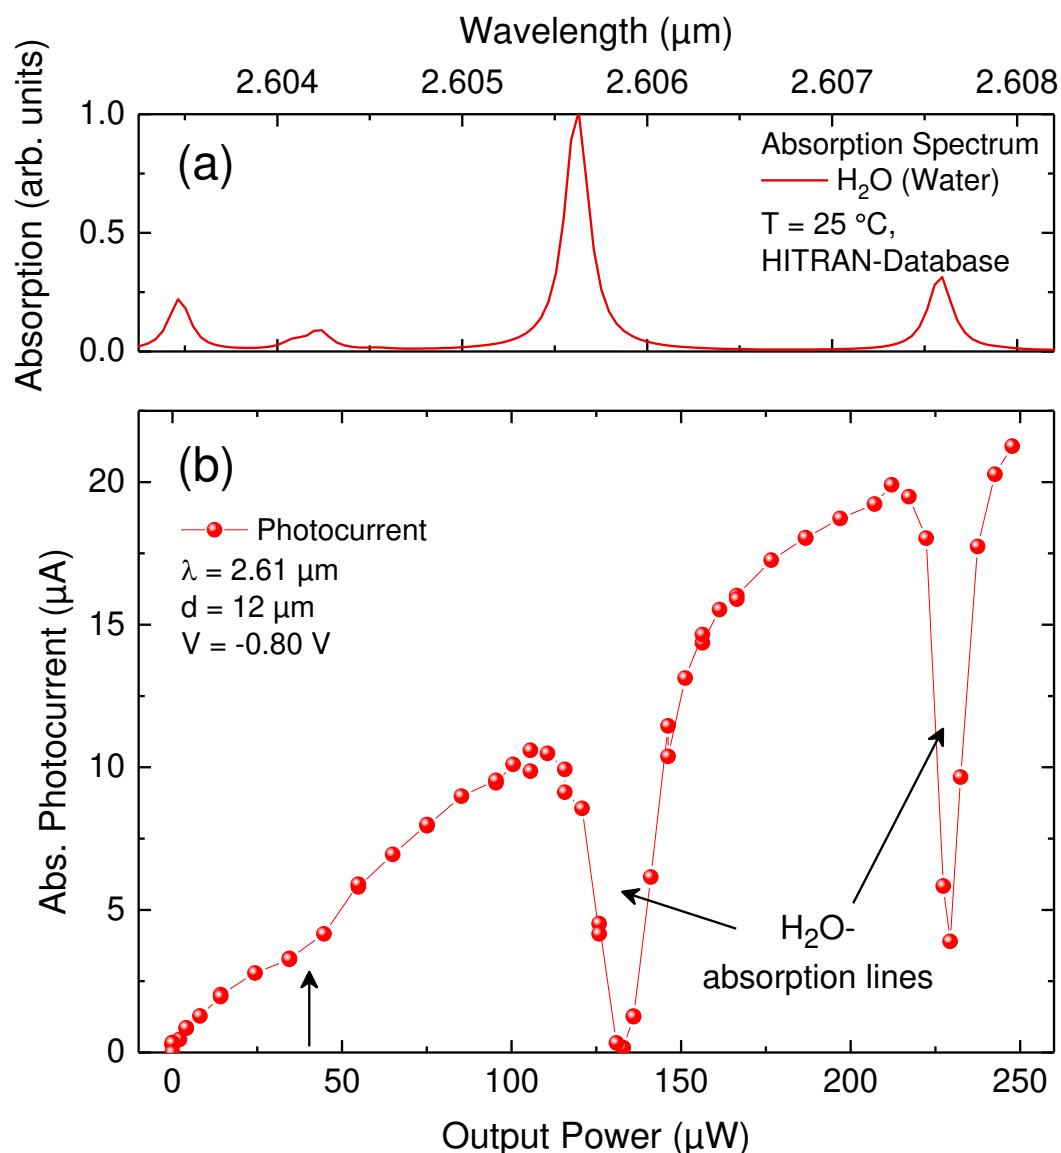 Wavelength (µm)
2.604 2.605 2.606 2.607 2.608
Absorption (arb. units)
1.0
0.5
0.0
(a)
Absorption Spectrum
H₂O (Water)
T = 25 °C,
HITRAN-Database
Abs. Photocurrent (µA)
20
15
10
5
0
(b)
Photocurrent
λ = 2.61 µm
d = 12 µm
V = -0.80 V
H₂O-
absorption lines
0 50 100 150 200 250
Output Power (µW)